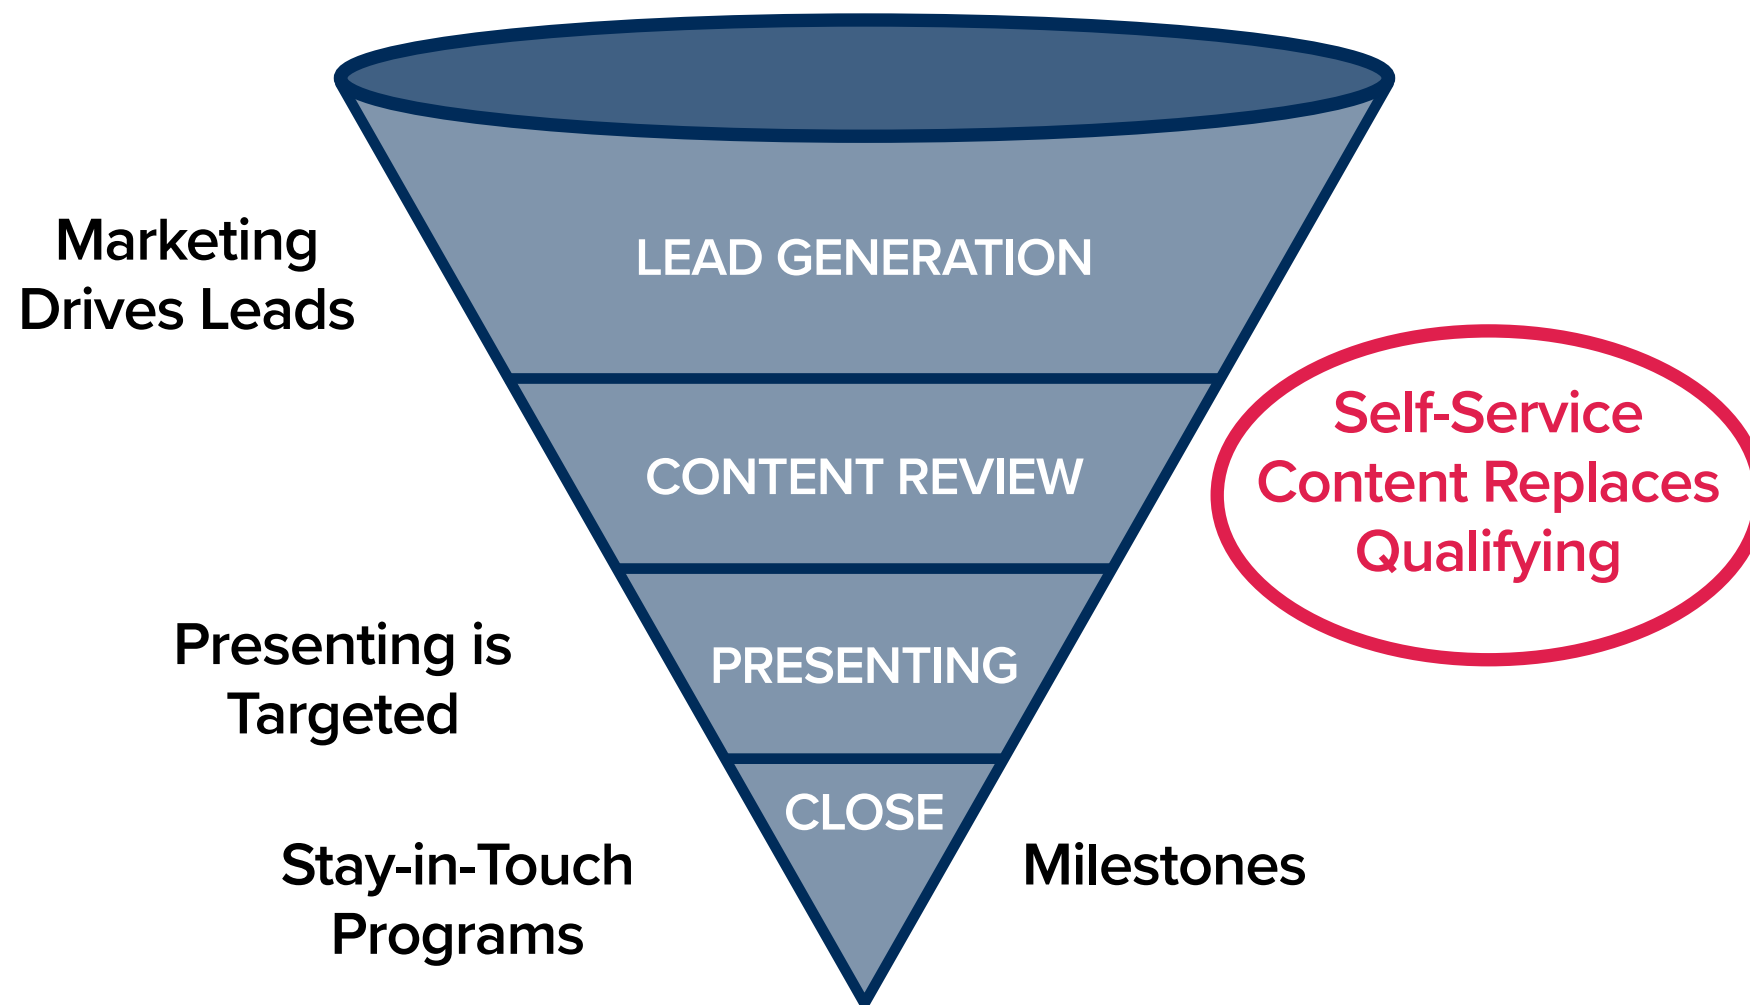 Marketing
Drives Leads
LEAD GENERATION
Self-Service
Content Replaces
Qualifying
CONTENT REVIEW
Presenting is
Targeted
PRESENTING
CLOSE
Stay-in-Touch
Programs
Milestones